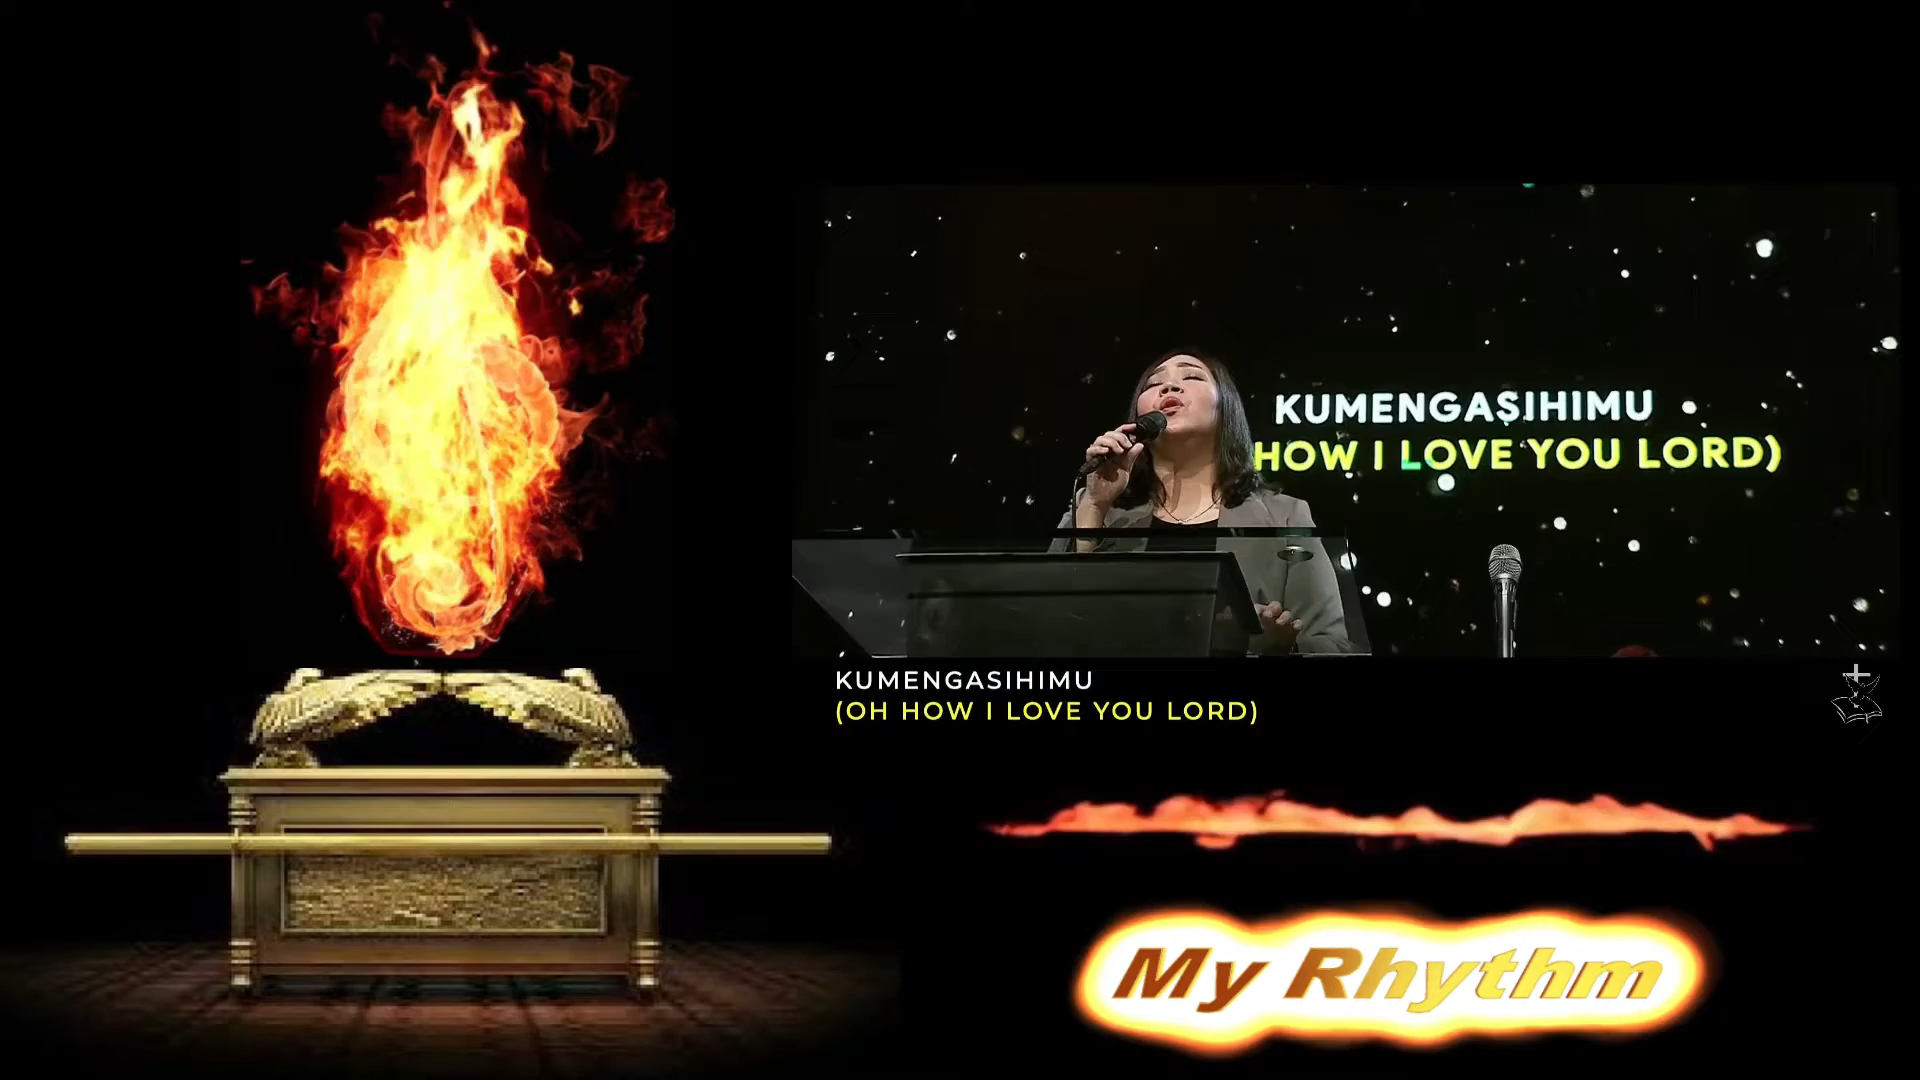 KUMENGASIHIMU
HOW I LOVE YOU LORD)
KUMENGASIHIMU
(OH HOW I LOVE YOU LORD)
My Rhythm